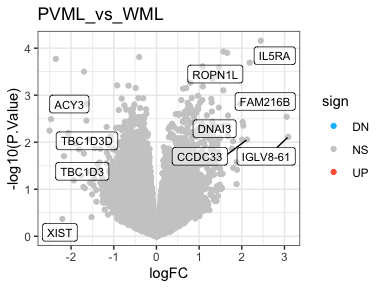 PVML_vs_WML
-log10(P.Value)
4
3
2
1
0
IL5RA
ROPN1L
ACY3
FAM216B
DNAI3
TBC1D3D
CCDC33
IGLV8-61
TBC1D3
XIST
-2
-1
0
1
2
3
logFC
sign
DN
NS
UP